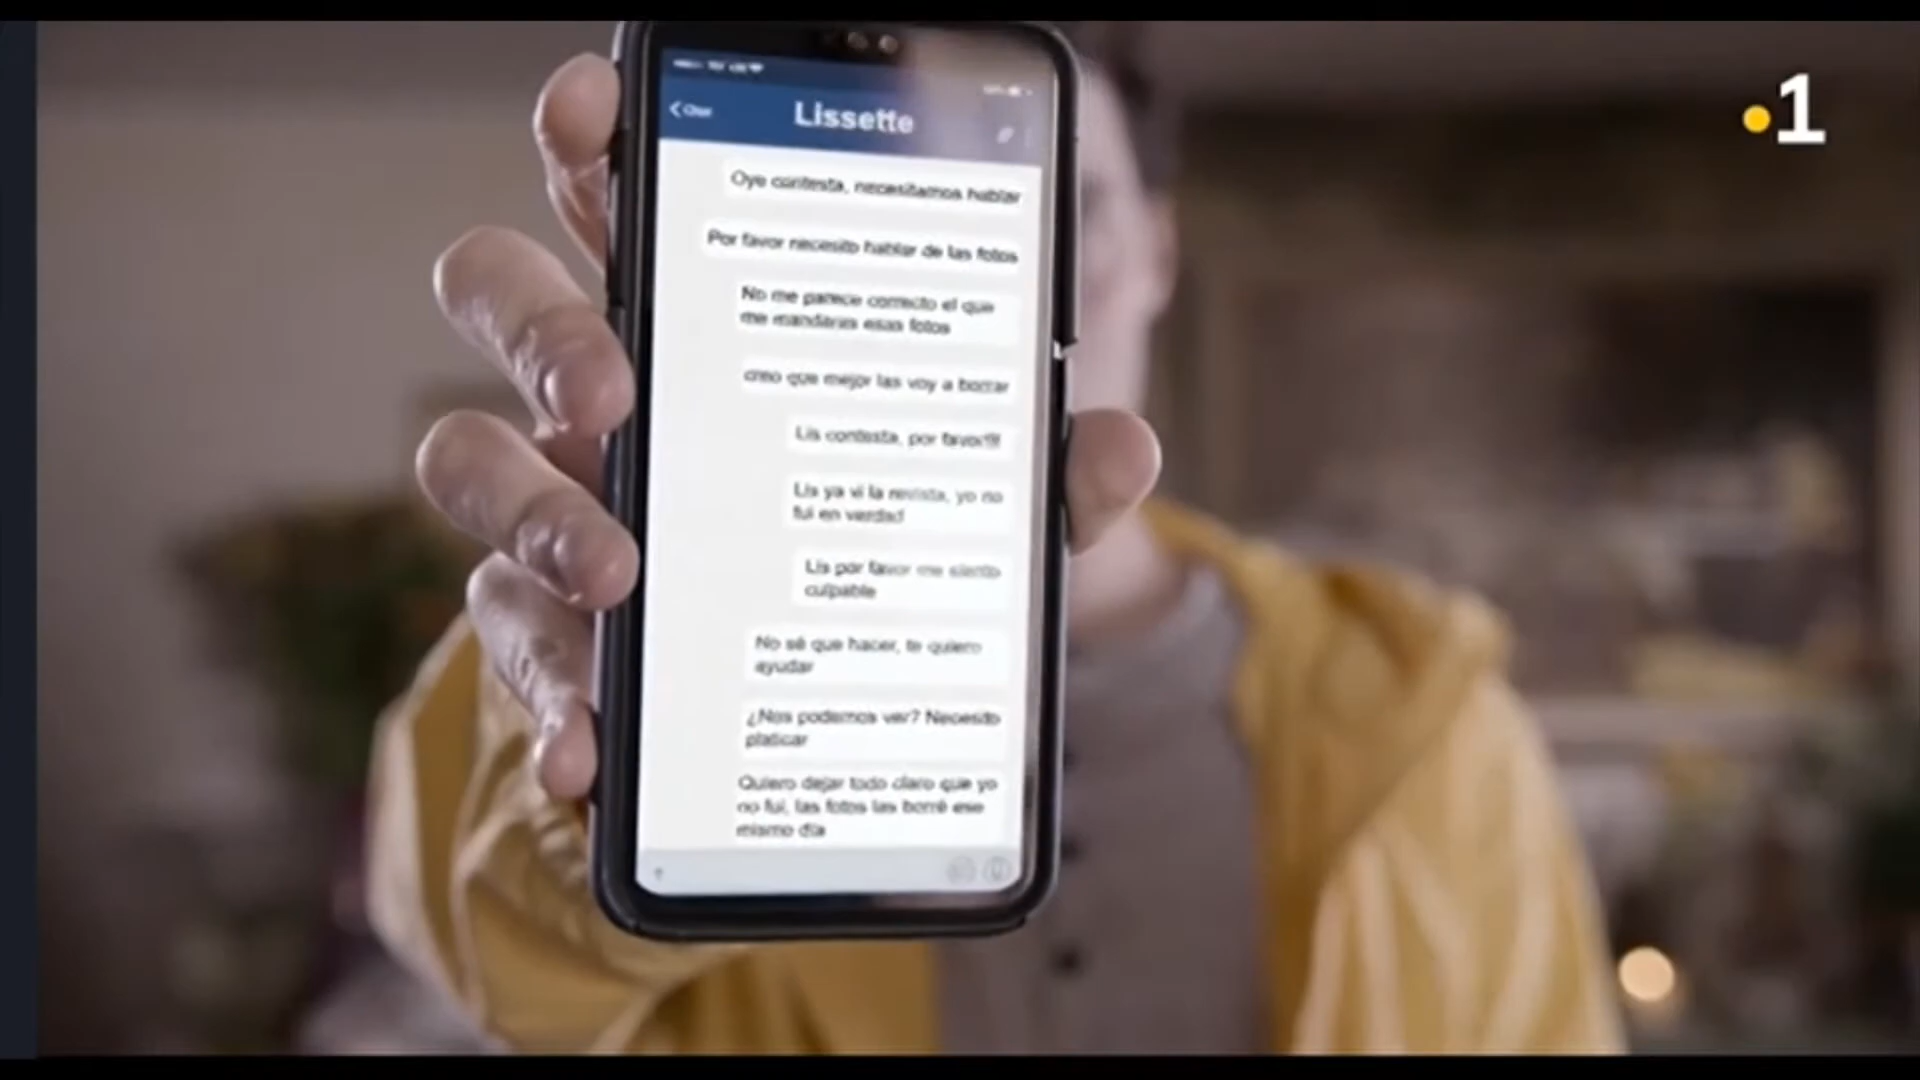 Lissette
Oye contesta, necesitamos hablar
Por favor necesito hablar de las fotos
No me parece correcto el que
me mandaras esas fotos
creo que mejor las voy a borrar
Lis contesta, por favor!!!
Lis ya vi la revista, yo no
fui en verdad
Lis por favor me siento
culpable
No sé que hacer, te quiero
ayudar
¿Nos podemos ver? Necesito
platicar
Quiero dejar todo claro que yo
no fui, las fotos las borré ese
mismo día
1